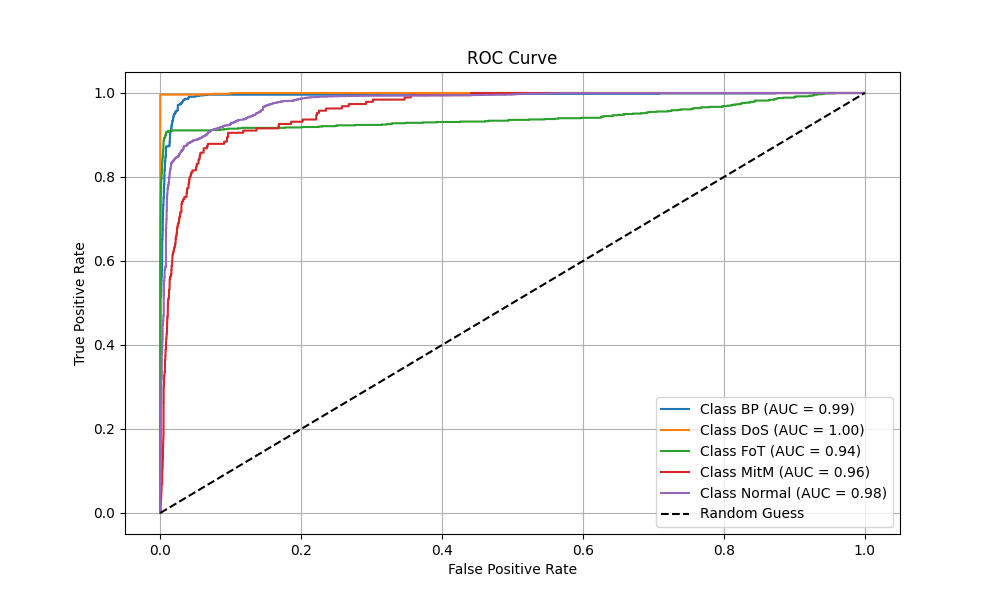 ROC Curve
True Positive Rate
1.0
0.8
0.6
0.4
0.2
0.0
0.0 0.2 0.4 0.6 0.8 1.0
False Positive Rate
Class BP (AUC = 0.99)
Class DoS (AUC = 1.00)
Class FoT (AUC = 0.94)
Class MitM (AUC = 0.96)
Class Normal (AUC = 0.98)
Random Guess